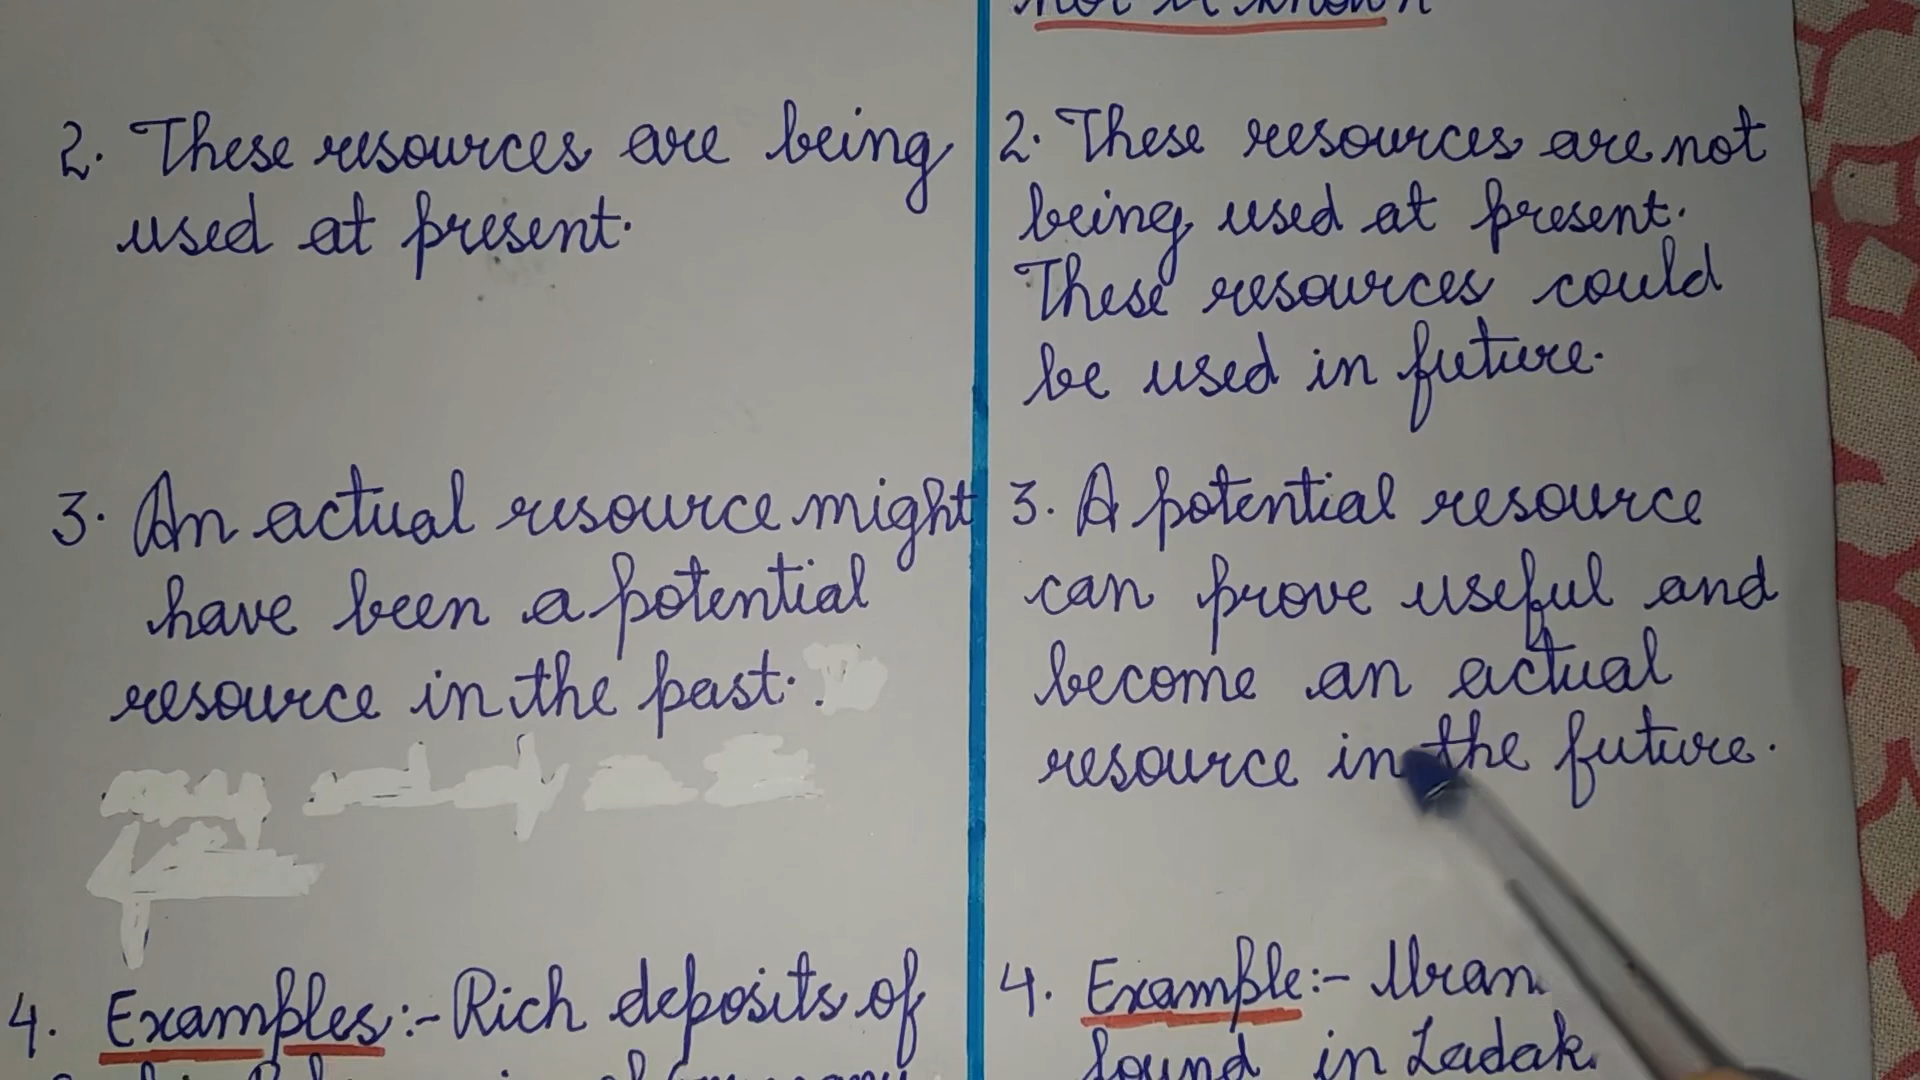 not be known
2. These resources are being
used at present.
3. An actual resource might
have been a potential
resource in the past.
4. Examples:- Rich deposits of
2. These resources are not
being used at present.
These resources could
be used in future.
3. A potential resource
can prove useful and
become an actual
resource in the future.
4. Example:- Uran
found in Ladak